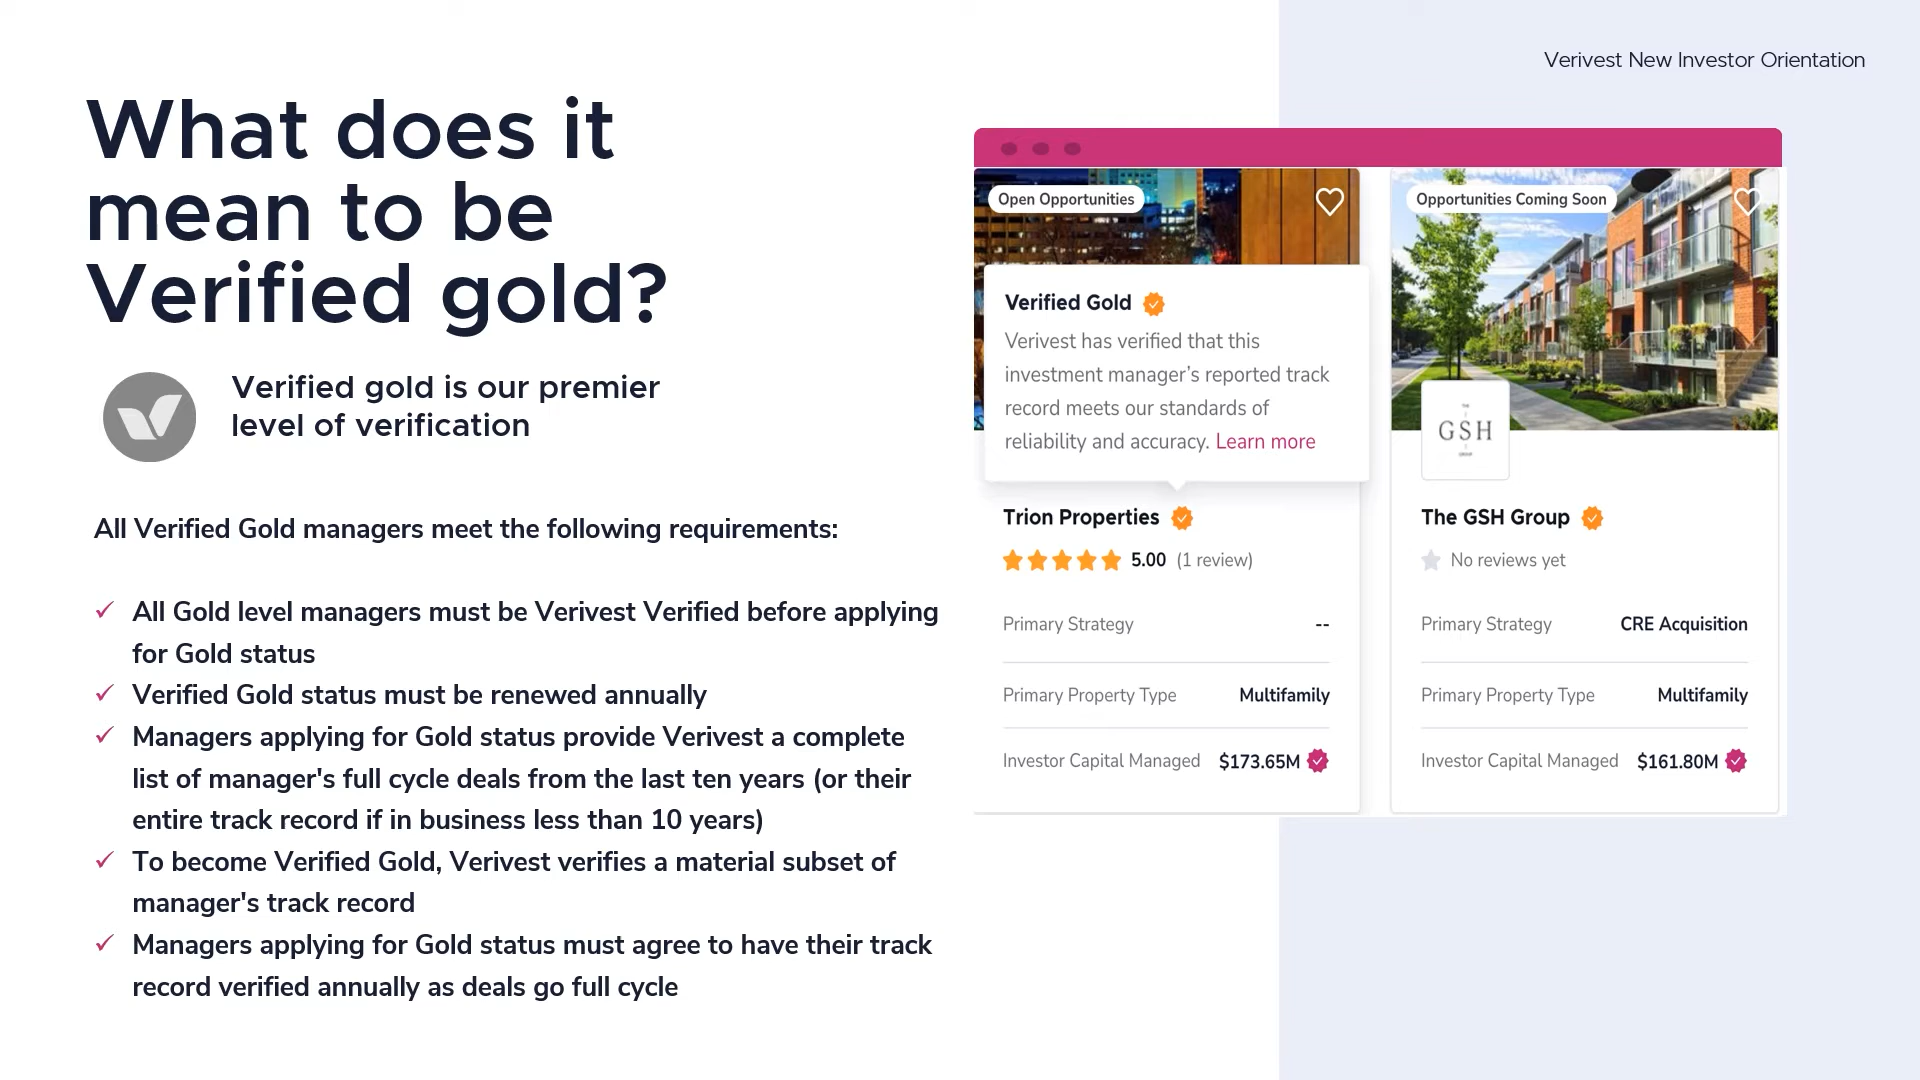 Verivest New Investor Orientation
What does it
mean to be
Verified gold?
Verified gold is our premier
level of verification
All Verified Gold managers meet the following requirements:
All Gold level managers must be Verivest Verified before applying
for Gold status
Verified Gold status must be renewed annually
Managers applying for Gold status provide Verivest a complete
list of manager's full cycle deals from the last ten years (or their
entire track record if in business less than 10 years)
To become Verified Gold, Verivest verifies a material subset of
manager's track record
Managers applying for Gold status must agree to have their track
record verified annually as deals go full cycle
Open Opportunities
Verified Gold
Verivest has verified that this
investment manager’s reported track
record meets our standards of
reliability and accuracy. Learn more
Trion Properties
5.00 (1 review)
Primary Strategy --
Primary Property Type Multifamily
Investor Capital Managed $173.65M
Opportunities Coming Soon
THE
GSH
GROUP
The GSH Group
No reviews yet
Primary Strategy CRE Acquisition
Primary Property Type Multifamily
Investor Capital Managed $161.80M